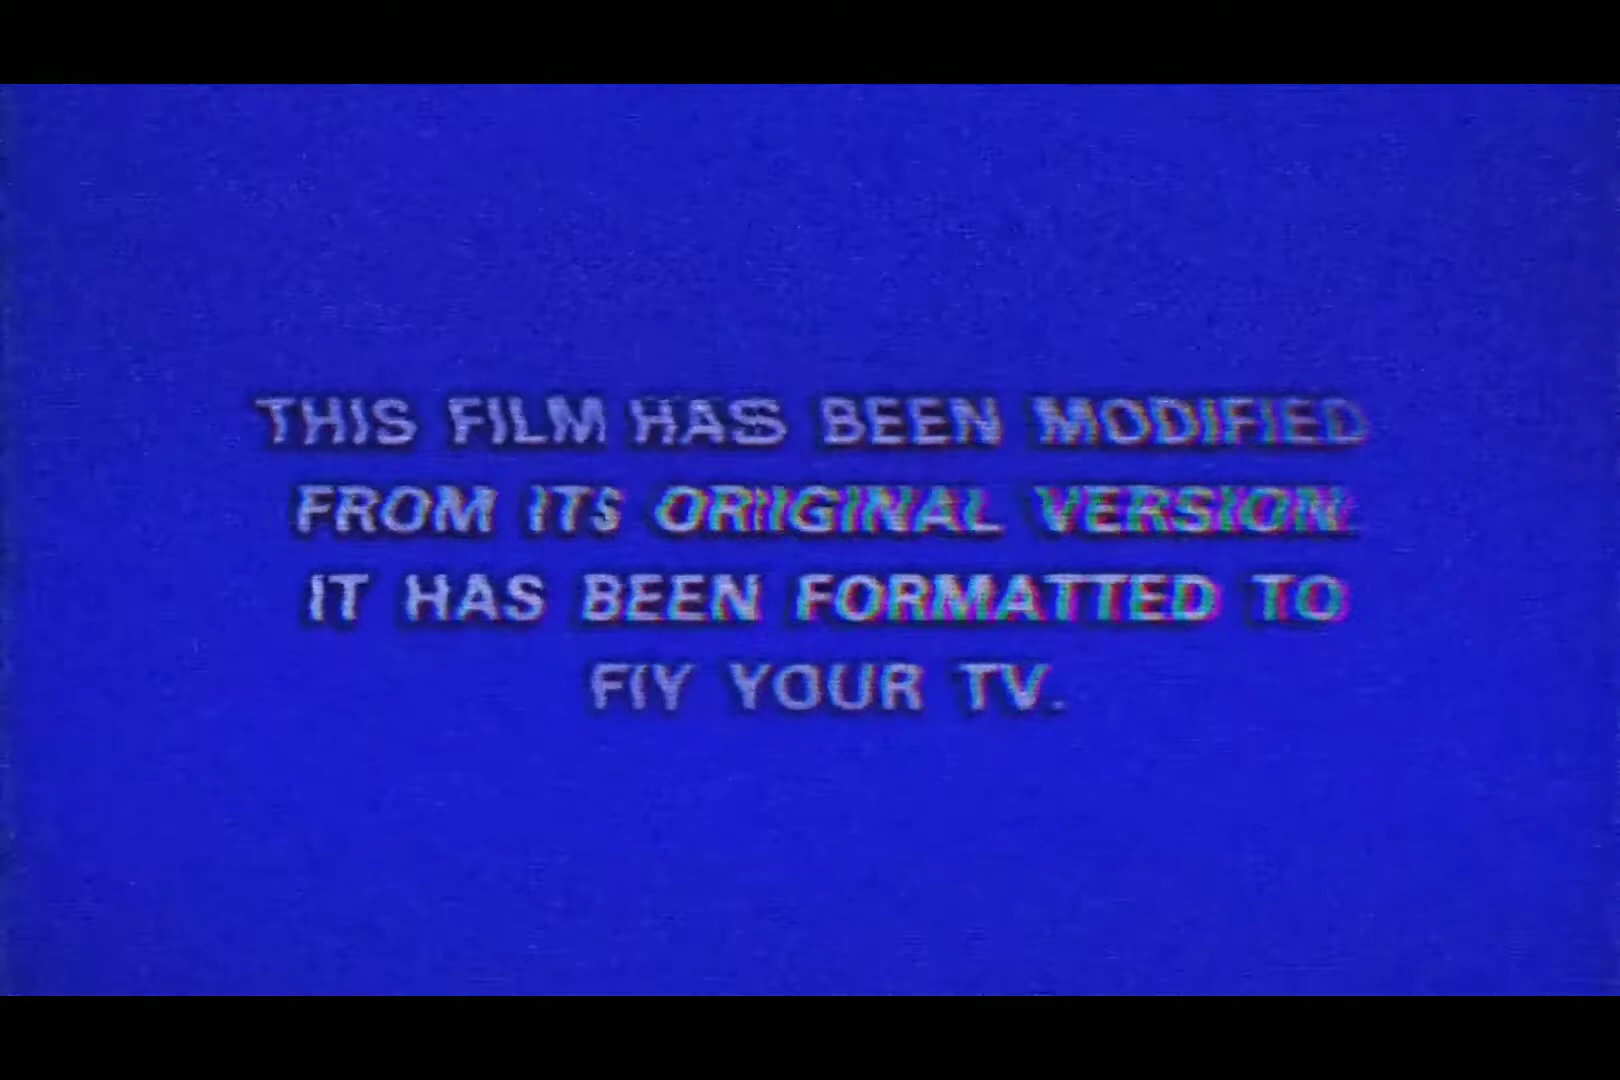 THIS FILM HAS BEEN MODIFIED
FROM ITS ORIIGINAL VERSION.
IT HAS BEEN FORMATTED TO
FIY YOUR TV.